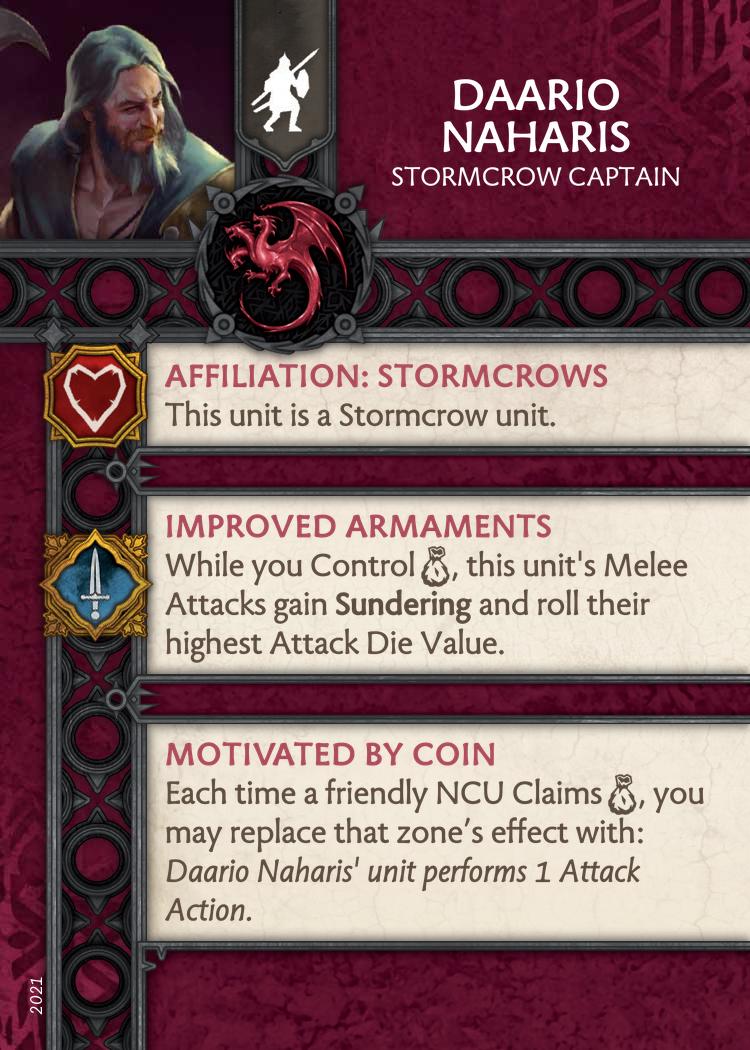 DAARIO
NAHARIS
STORMCROW CAPTAIN
AFFILIATION: STORMCROWS
This unit is a Stormcrow unit.
IMPROVED ARMAMENTS
While you Control , this unit's Melee
Attacks gain Sundering and roll their
highest Attack Die Value.
MOTIVATED BY COIN
Each time a friendly NCU Claims , you
may replace that zone’s effect with:
Daario Naharis' unit performs 1 Attack
Action.
2021